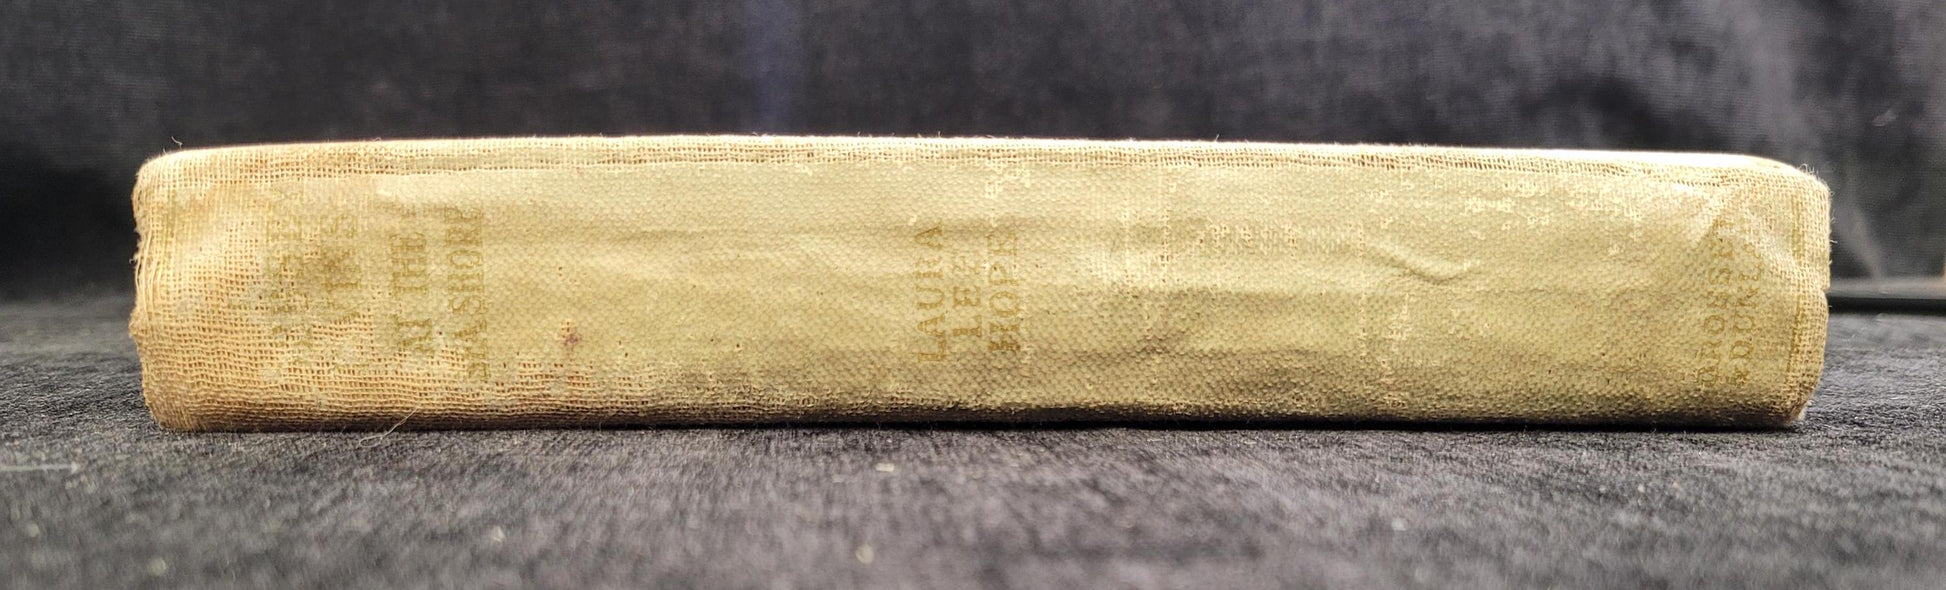 AT THE
SEASHORE
LAURA
LEE
HOPE
GROSSET
& DUNLAP